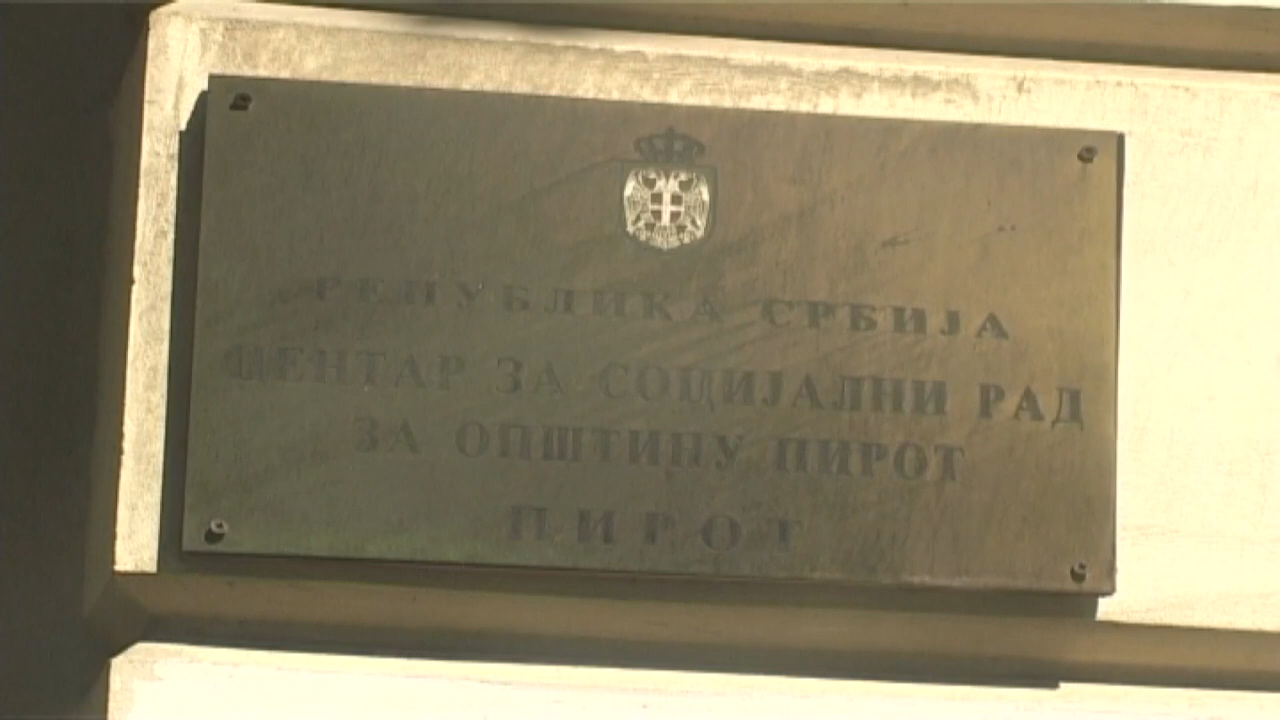 РЕПУБЛИКА СРБИЈА
ЦЕНТАР ЗА СОЦИЈАЛНИ РАД
ЗА ОПШТИНУ ПИРОТ
ПИРОТ